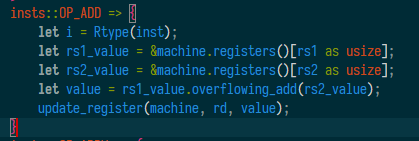 insts::OP_ADD => {
let i = Rtype(inst);
let rs1_value = &machine.registers()[rs1 as usize];
let rs2_value = &machine.registers()[rs2 as usize];
let value = rs1_value.overflowing_add(rs2_value);
update_register(machine, rd, value);
}